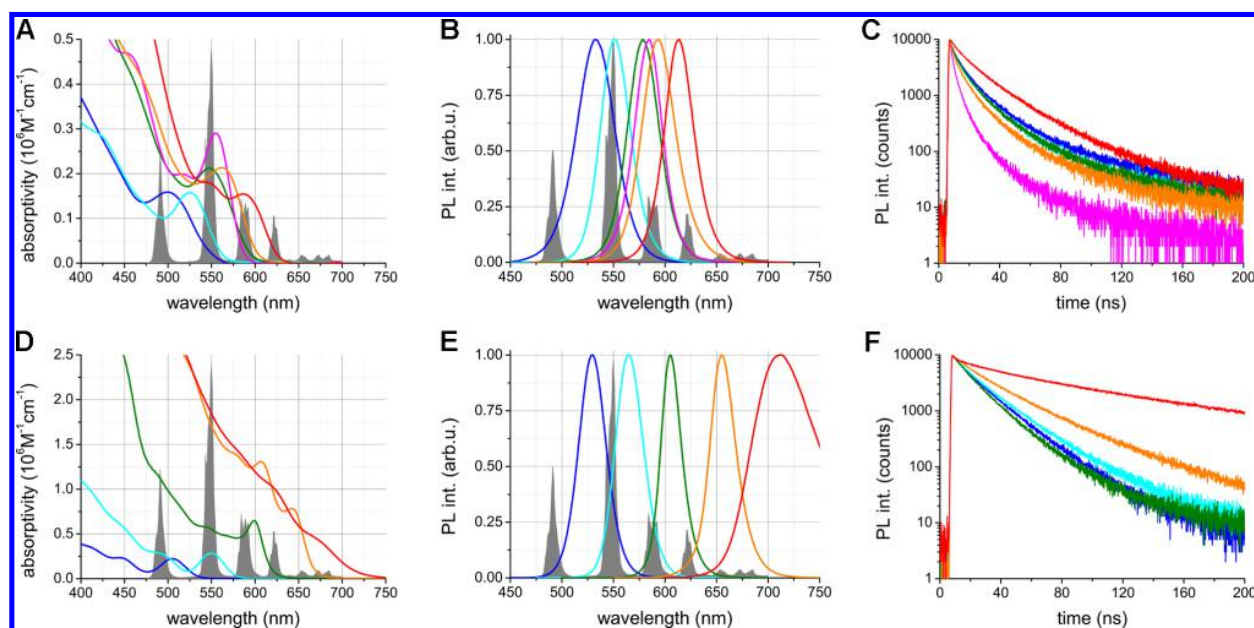 A
absorptivity (10⁶M⁻¹cm⁻¹)
0.5
0.4
0.3
0.2
0.1
0.0
400 450 500 550 600 650 700 750
wavelength (nm)
B
PL int. (arb.u.)
1.00
0.75
0.50
0.25
0.00
450 500 550 600 650 700 750
wavelength (nm)
C
PL int. (counts)
10000
1000
100
10
1
0 40 80 120 160 200
time (ns)
D
absorptivity (10⁶M⁻¹cm⁻¹)
2.5
2.0
1.5
1.0
0.5
0.0
400 450 500 550 600 650 700 750
wavelength (nm)
E
PL int. (arb.u.)
1.00
0.75
0.50
0.25
0.00
450 500 550 600 650 700 750
wavelength (nm)
F
PL int. (counts)
10000
1000
100
10
1
0 40 80 120 160 200
time (ns)